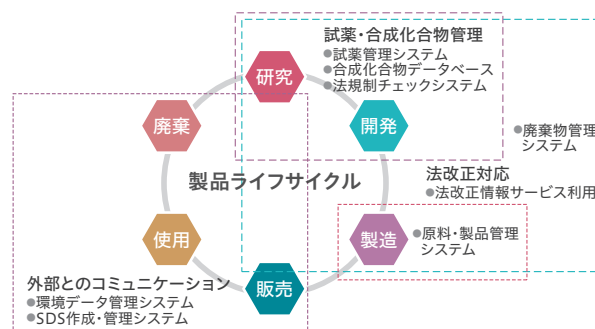 試薬・合成化合物管理
●試薬管理システム
●合成化合物データベース
●法規制チェックシステム
研究
廃棄
開発
●廃棄物管理
システム
製品ライフサイクル
法改正対応
●法改正情報サービス利用
使用
製造
●原料・製品管理
システム
外部とのコミュニケーション
●環境データ管理システム
●SDS作成・管理システム
販売